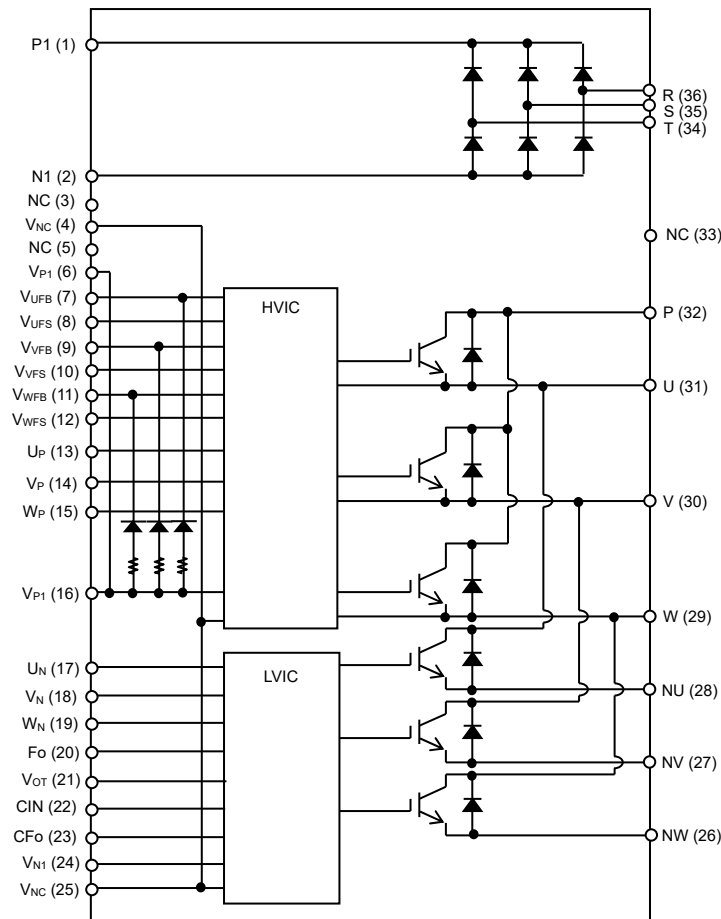 P1 (1)
N1 (2)
NC (3)
VNC (4)
NC (5)
VP1 (6)
VUFB (7)
VUFS (8)
VVFB (9)
VVFS (10)
VWFB (11)
VWFS (12)
UP (13)
VP (14)
WP (15)
VP1 (16)
UN (17)
VN (18)
WN (19)
Fo (20)
VOT (21)
CIN (22)
CFo (23)
VN1 (24)
VNC (25)
HVIC
LVIC
R (36)
S (35)
T (34)
NC (33)
P (32)
U (31)
V (30)
W (29)
NU (28)
NV (27)
NW (26)